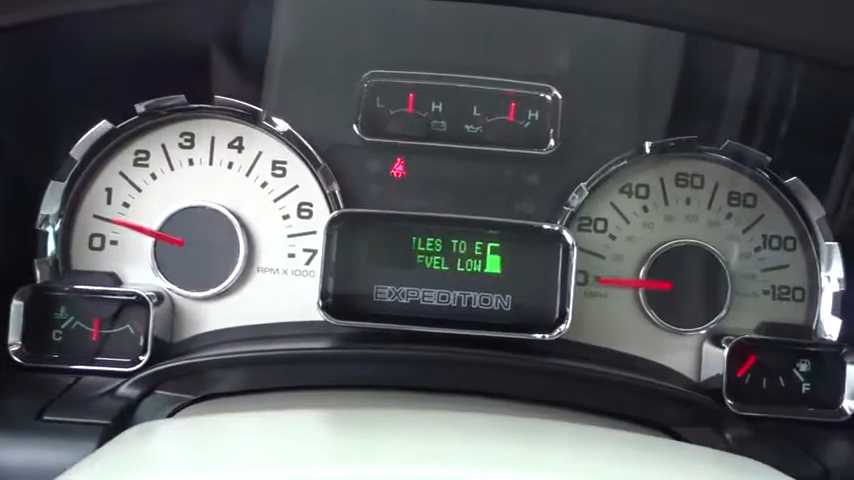 L H L H
0 1 2 3 4 5 6 7
RPM X 1000
ILES TO E
FUEL LOW
EXPEDITION
0 20 40 60 80 100 120
MPH
C
F